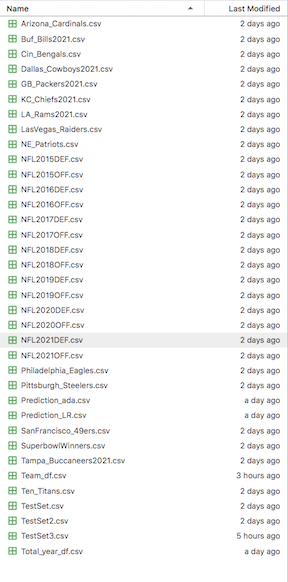 Name Last Modified
Arizona_Cardinals.csv 2 days ago
Buf_Bills2021.csv 2 days ago
Cin_Bengals.csv 2 days ago
Dallas_Cowboys2021.csv 2 days ago
GB_Packers2021.csv 2 days ago
KC_Chiefs2021.csv 2 days ago
LA_Rams2021.csv 2 days ago
LasVegas_Raiders.csv 2 days ago
NE_Patriots.csv 2 days ago
NFL2015DEF.csv 2 days ago
NFL2015OFF.csv 2 days ago
NFL2016DEF.csv 2 days ago
NFL2016OFF.csv 2 days ago
NFL2017DEF.csv 2 days ago
NFL2017OFF.csv 2 days ago
NFL2018DEF.csv 2 days ago
NFL2018OFF.csv 2 days ago
NFL2019DEF.csv 2 days ago
NFL2019OFF.csv 2 days ago
NFL2020DEF.csv 2 days ago
NFL2020OFF.csv 2 days ago
NFL2021DEF.csv 2 days ago
NFL2021OFF.csv 2 days ago
Philadelphia_Eagles.csv 2 days ago
Pittsburgh_Steelers.csv 2 days ago
Prediction_ada.csv a day ago
Prediction_LR.csv a day ago
SanFrancisco_49ers.csv 2 days ago
SuperbowlWinners.csv 2 days ago
Tampa_Buccaneers2021.csv 2 days ago
Team_df.csv 3 hours ago
Ten_Titans.csv 2 days ago
TestSet.csv 2 days ago
TestSet2.csv 2 days ago
TestSet3.csv 5 hours ago
Total_year_df.csv a day ago